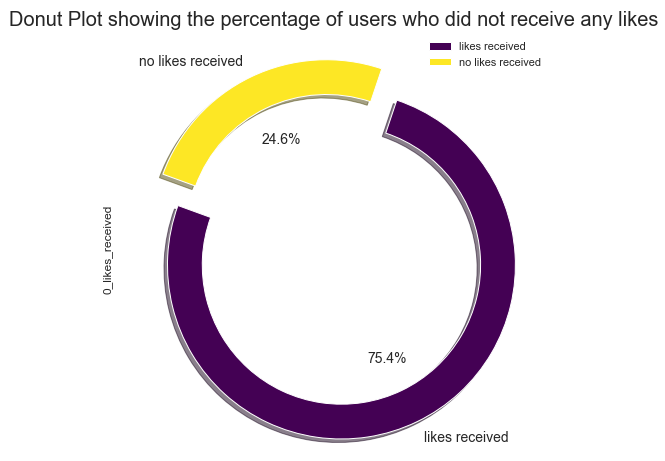 Donut Plot showing the percentage of users who did not receive any likes
likes received
no likes received
no likes received
24.6%
0_likes_received
75.4%
likes received